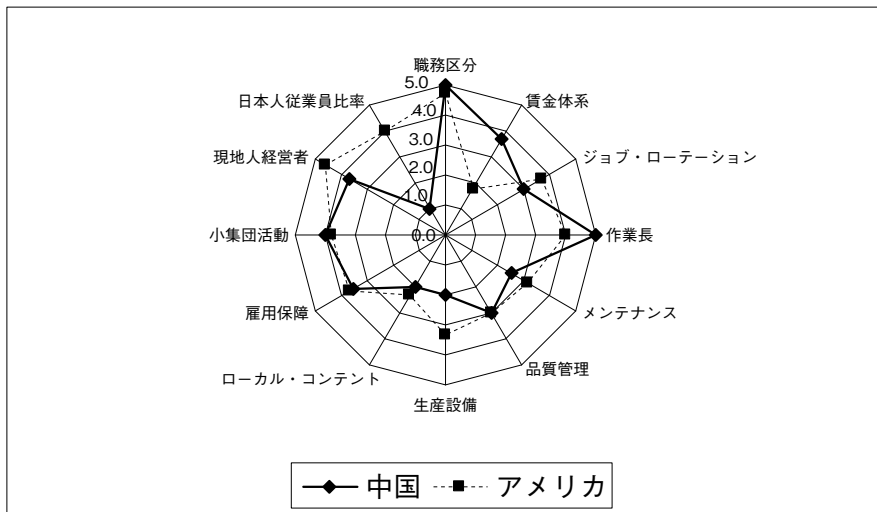 職務区分
賃金体系
ジョブ・ローテーション
作業長
メンテナンス
品質管理
生産設備
ローカル・コンテント
雇用保障
小集団活動
現地人経営者
日本人従業員比率
5.0
4.0
3.0
2.0
1.0
0.0
中国
アメリカ